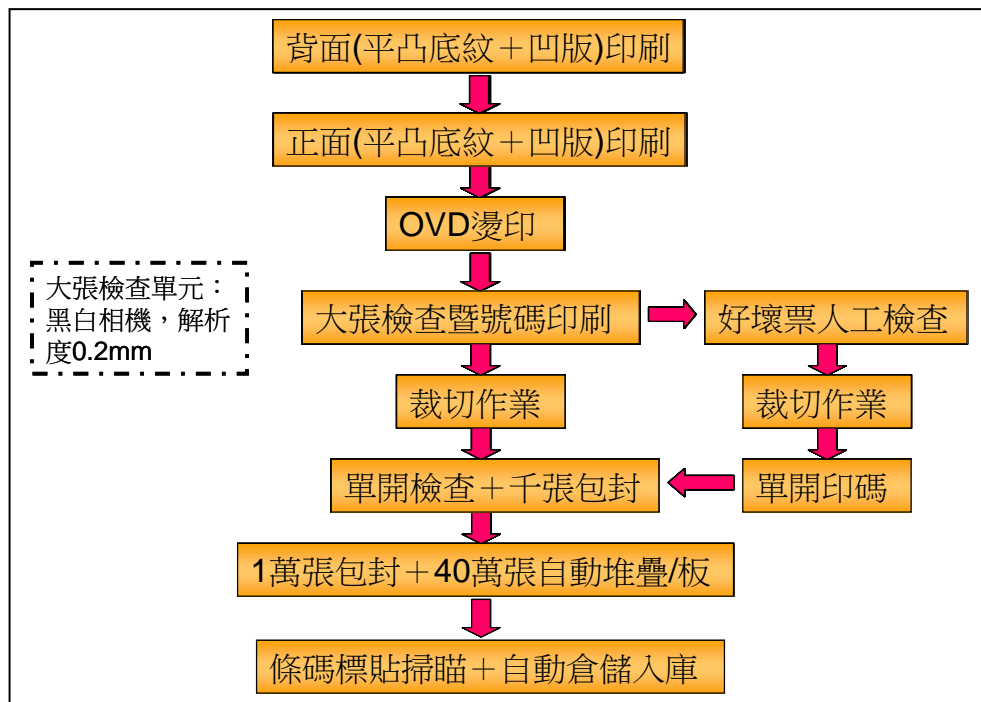 背面(平凸底紋＋凹版)印刷
正面(平凸底紋＋凹版)印刷
OVD燙印
大張檢查單元：
黑白相機，解析
度0.2mm
大張檢查暨號碼印刷
好壞票人工檢查
裁切作業
裁切作業
單開檢查＋千張包封
單開印碼
1萬張包封＋40萬張自動堆疊/板
條碼標貼掃瞄＋自動倉儲入庫